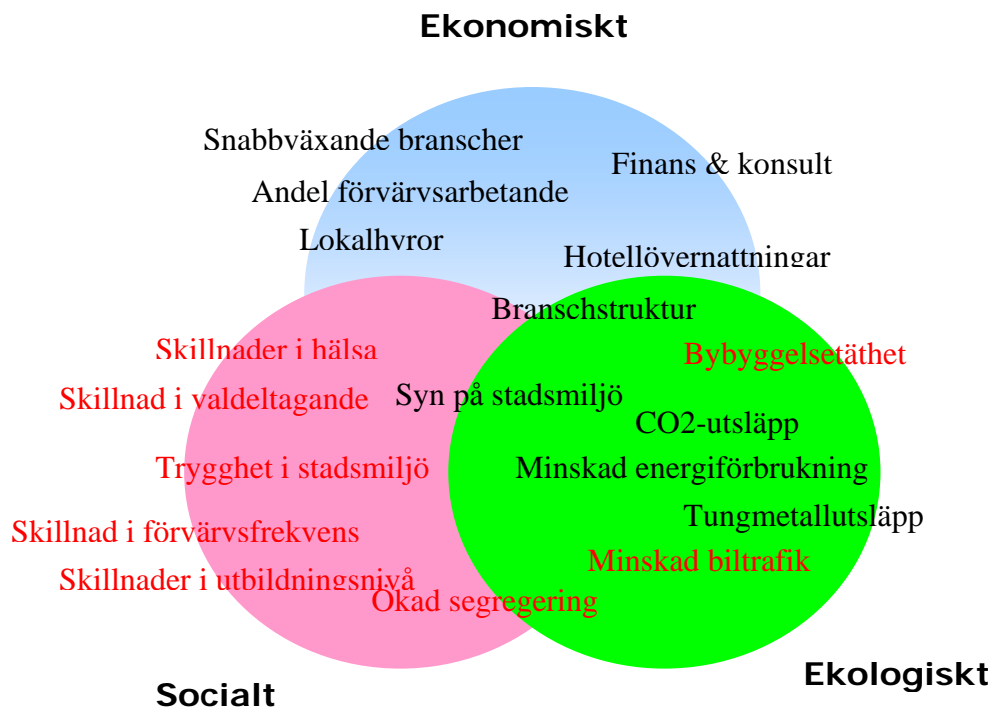 Ekonomiskt
Snabbväxande branscher
Finans & konsult
Andel förvärvsarbetande
Lokalhyror
Hotellövernattningar
Branschstruktur
Skillnader i hälsa
Bybyggelsetäthet
Skillnad i valdeltagande
Syn på stadsmiljö
CO2-utsläpp
Trygghet i stadsmiljö
Minskad energiförbrukning
Tungmetallutsläpp
Skillnad i förvärvsfrekvens
Minskad biltrafik
Skillnader i utbildningsnivå
Ökad segregering
Ekologiskt
Socialt